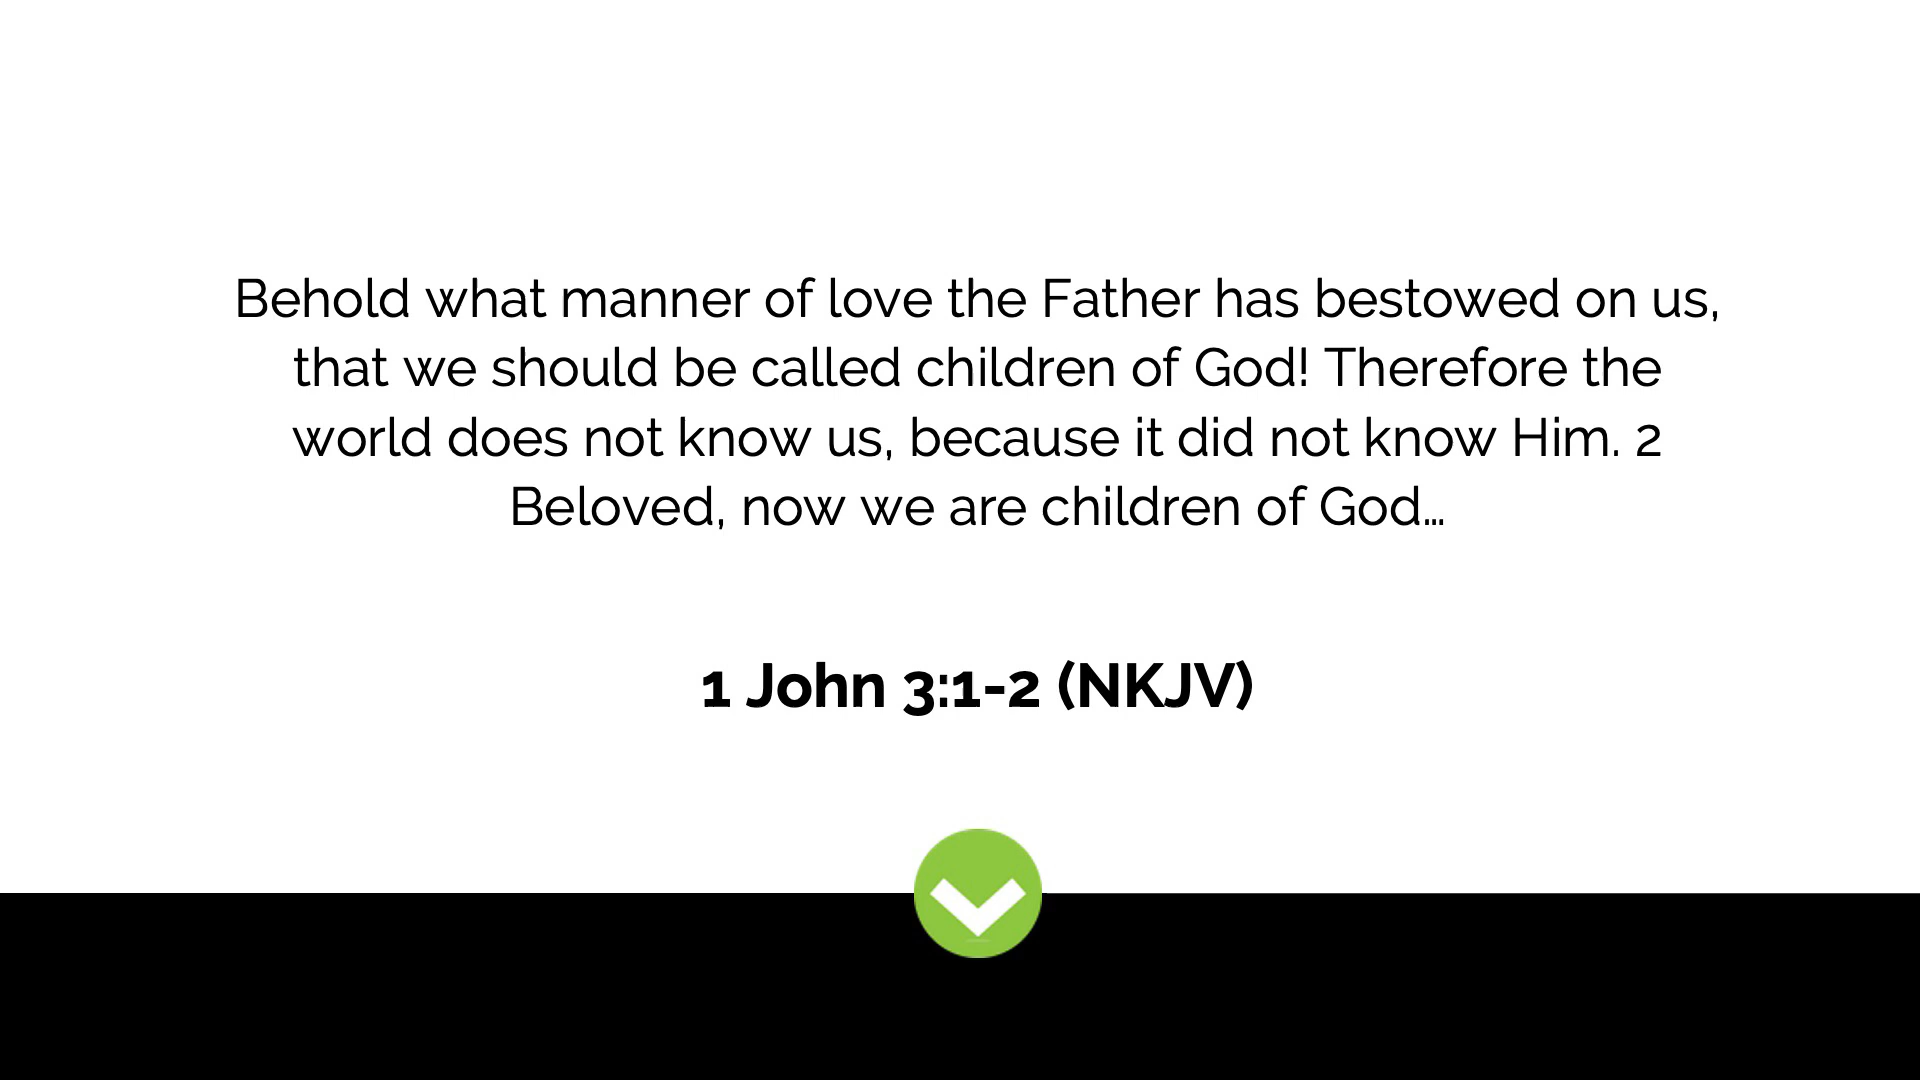 Behold what manner of love the Father has bestowed on us,
that we should be called children of God! Therefore the
world does not know us, because it did not know Him. 2
Beloved, now we are children of God…
1 John 3:1-2 (NKJV)